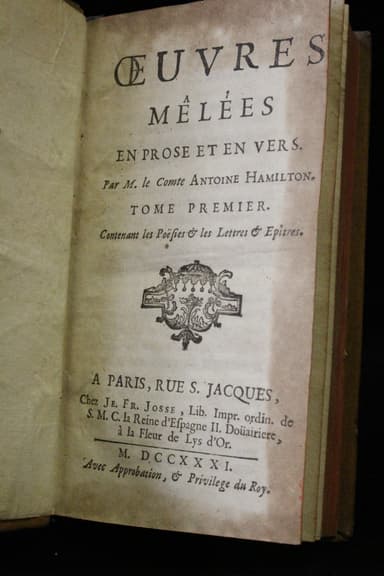 ŒUVRES
MÊLÉES
EN PROSE ET EN VERS.
Par M. le Comte ANTOINE HAMILTON.
TOME PREMIER.
Contenant les Poësies & les Lettres & Epîtres.
A PARIS, RUE S. JACQUES,
Chez JE. FR. JOSSE, Lib. Impr. ordin. de
S. M. C. la Reine d'Espagne II. Doüairiere,
à la Fleur de Lys d'Or.
M. DCCXXXI.
Avec Approbation, & Privilege du Roy.